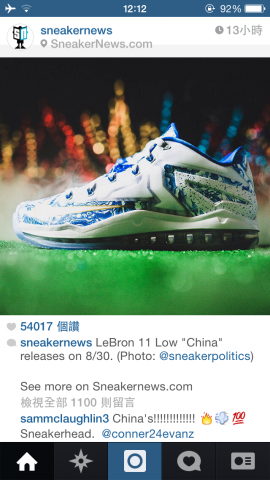 12:12
92%
sneakernews
13小時
SneakerNews.com
54017 個讚
sneakernews LeBron 11 Low "China"
releases on 8/30. (Photo: @sneakerpolitics)
See more on Sneakernews.com
檢視全部 1100 則留言
sammclaughlin3 China's!!!!!!!!!!!!! 🔥💨💯
Sneakerhead. @conner24evanz